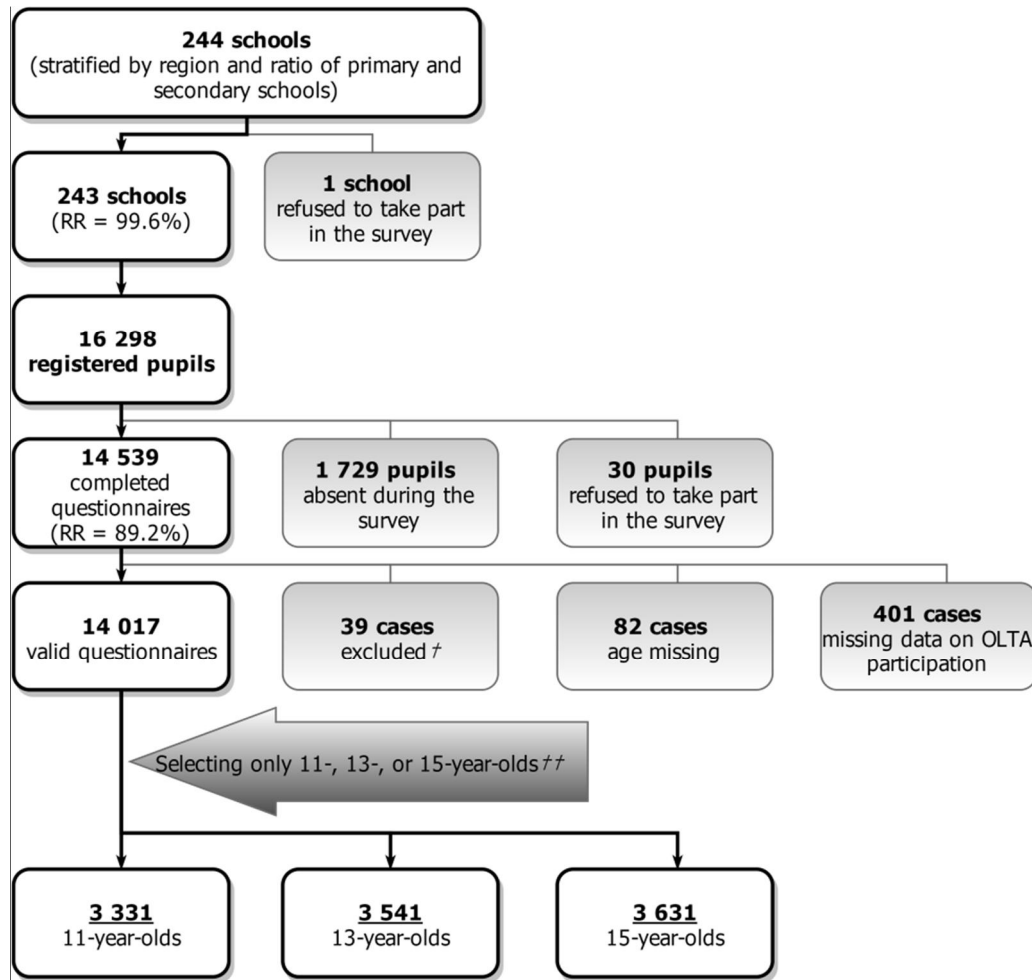 244 schools
(stratified by region and ratio of primary and
secondary schools)
243 schools
(RR = 99.6%)
1 school
refused to take part
in the survey
16 298
registered pupils
14 539
completed
questionnaires
(RR = 89.2%)
1 729 pupils
absent during the
survey
30 pupils
refused to take part
in the survey
14 017
valid questionnaires
39 cases
excluded †
82 cases
age missing
401 cases
missing data on OLTA
participation
Selecting only 11-, 13-, or 15-year-olds ††
3 331
11-year-olds
3 541
13-year-olds
3 631
15-year-olds